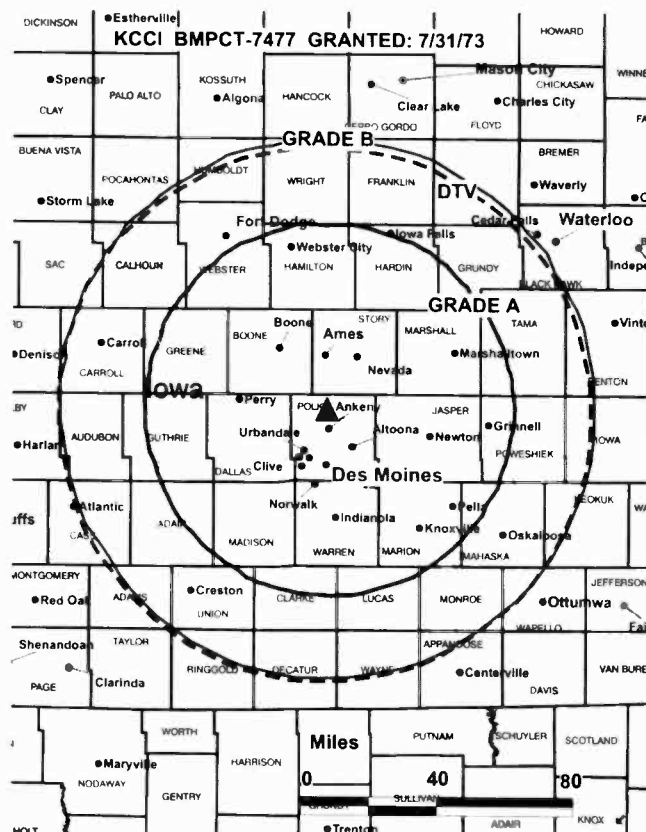 DICKINSON
Estherville
HOWARD
KCCI BMPCT-7477 GRANTED: 7/31/73
Spencer
KOSSUTH
Mason City
CLAY
PALO ALTO
Algona
HANCOCK
Clear Lake
CHICKASAW
Charles City
FLOYD
GRADE B
BUENA VISTA
BREMER
POCAHONTAS
HUMBOLDT
WRIGHT
FRANKLIN
DTV
Waverly
Storm Lake
Fort Dodge
Iowa Falls
Cedar Falls
Waterloo
Webster City
SAC
CALHOUN
WEBSTER
HAMILTON
HARDIN
GRUNDY
BLACK HAWK
GRADE A
STORY
Boone
BOONE
Ames
MARSHALL
TAMA
Carroll
GREENE
Nevada
Marshalltown
CARROLL
Iowa
Perry
POLK
Ankeny
JASPER
Grinnell
AUDUBON
GUTHRIE
Urbandale
Altoona
Newton
IOWA
Harlan
POWESHIEK
DALLAS
Clive
Des Moines
Atlantic
Norwalk
Pella
KEOKUK
CASS
ADAIR
Indianola
Knoxville
Oskaloosa
MADISON
WARREN
MARION
MAHASKA
MONTGOMERY
JEFFERSON
Red Oak
ADAMS
Creston
CLARKE
LUCAS
MONROE
Ottumwa
UNION
WAPELLO
Shenandoah
TAYLOR
APPANOOSE
RINGGOLD
DECATUR
WAYNE
Centerville
Clarinda
PAGE
DAVIS
VAN BURE
WORTH
Miles
PUTNAM
SCHUYLER
SCOTLAND
Maryville
HARRISON
NODAWAY
0 40 80
GENTRY
SULLIVAN
ADAIR
KNOX
Trenton